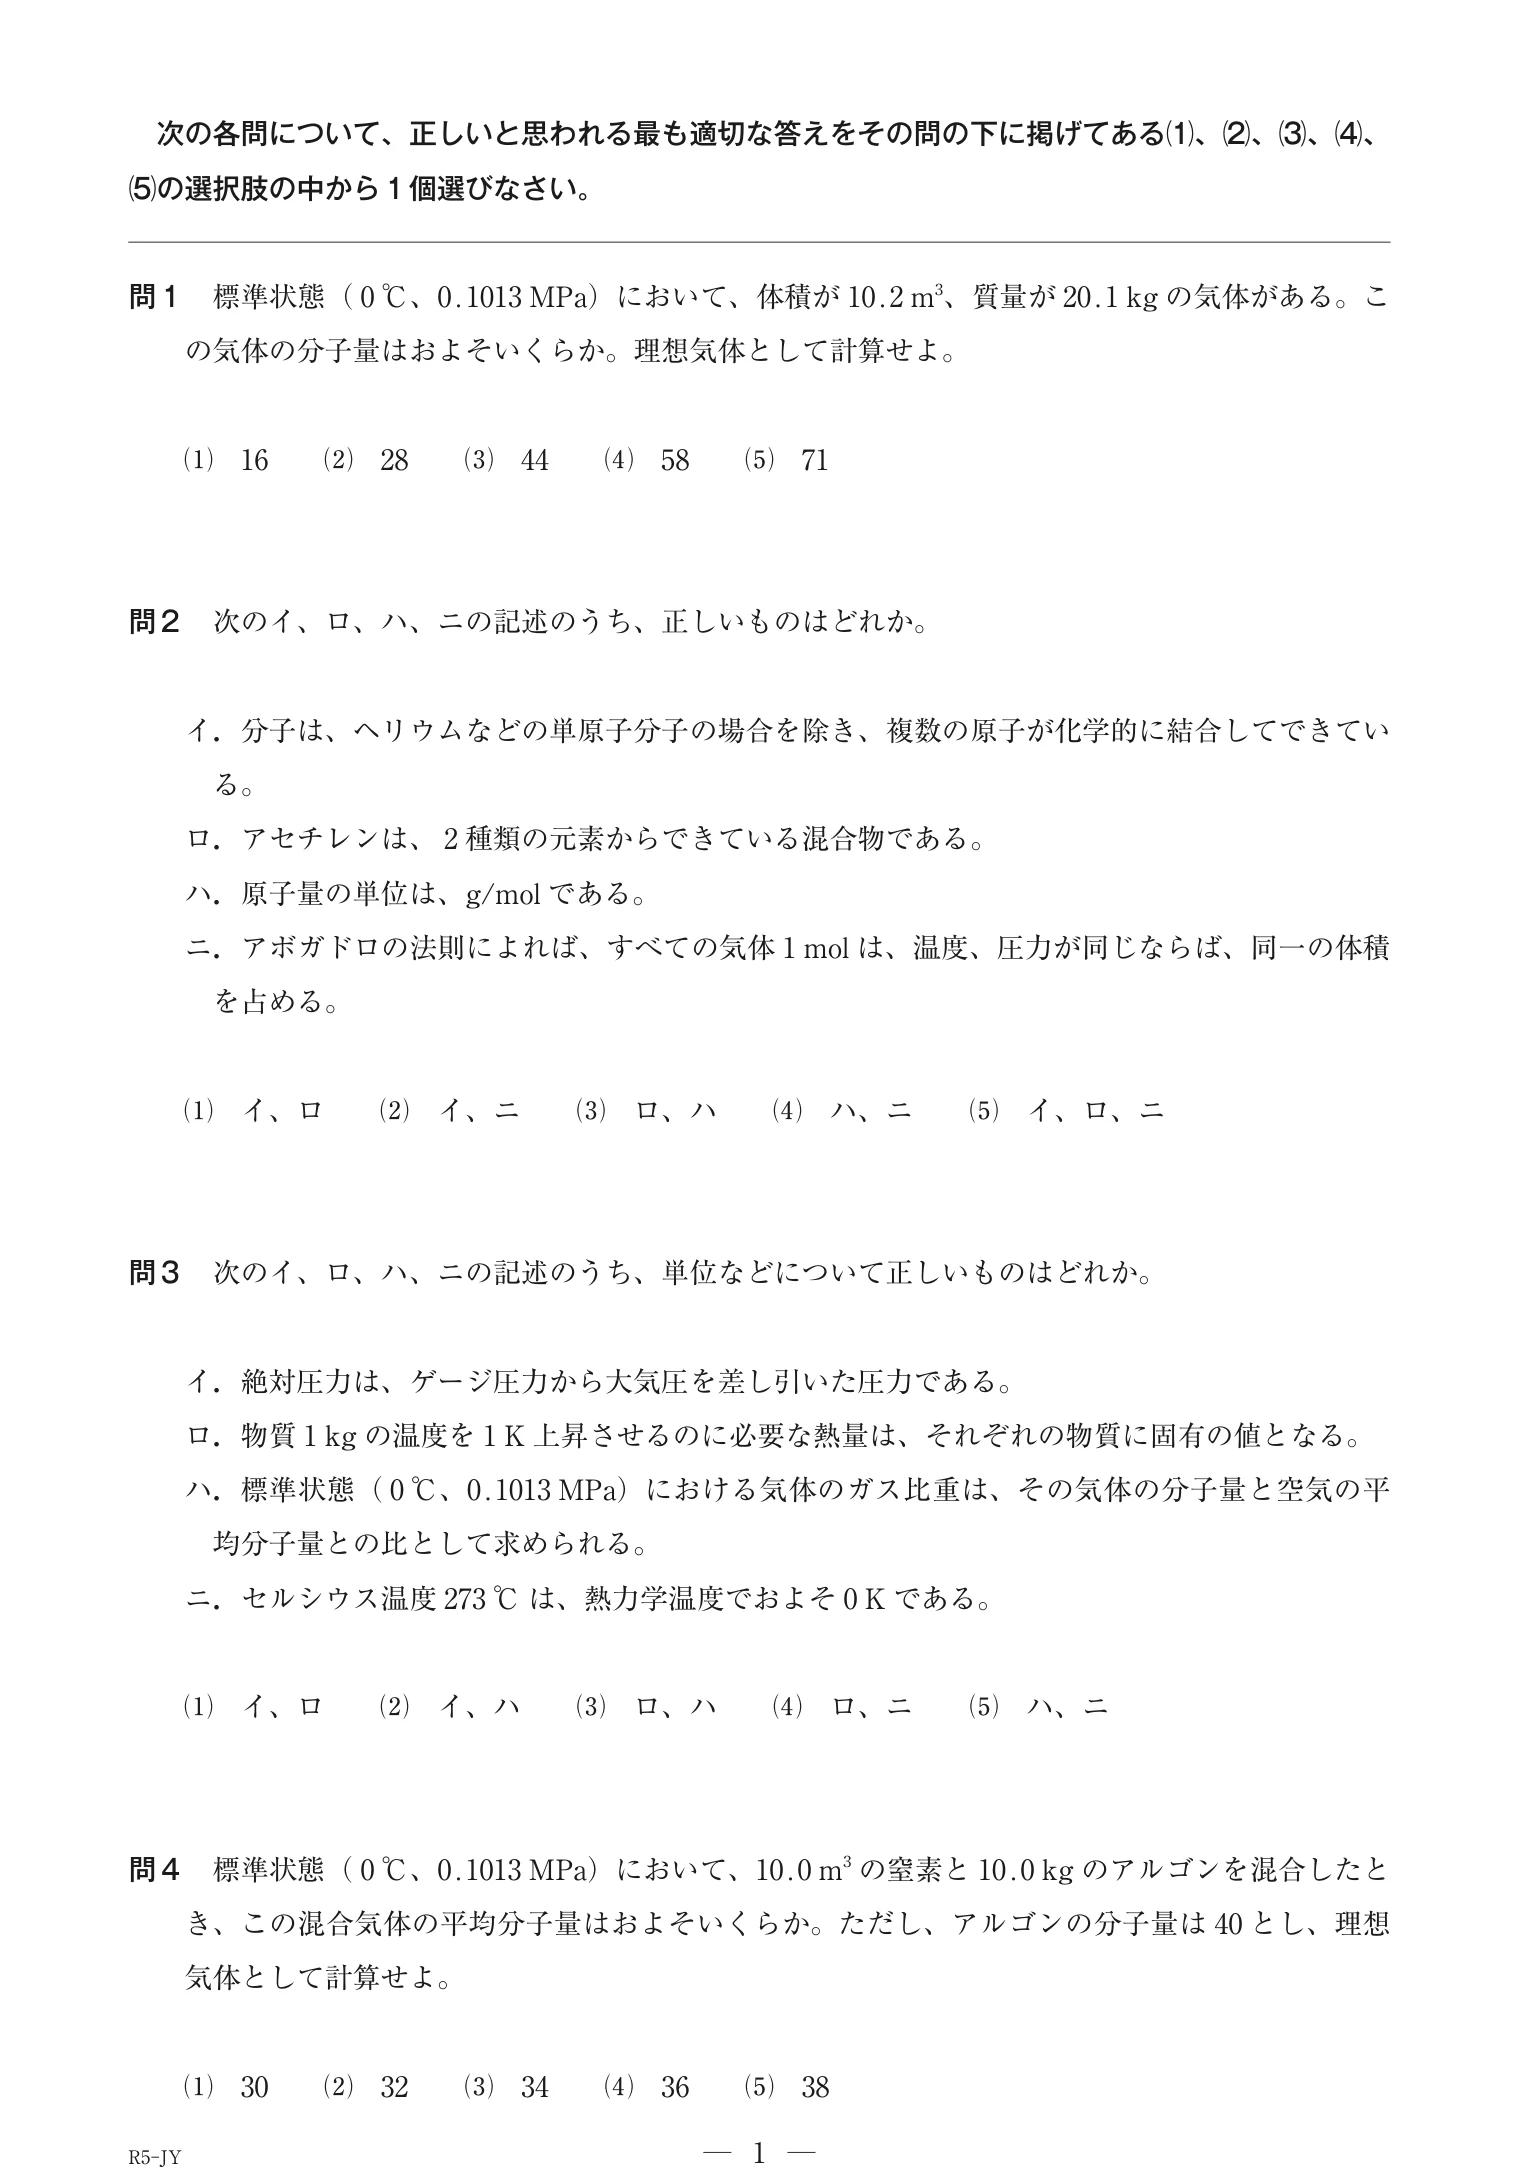 次の各問について、正しいと思われる最も適切な答えをその問の下に掲げてある⑴、⑵、⑶、⑷、
⑸の選択肢の中から1個選びなさい。
問1　標準状態（0℃、0.1013 MPa）において、体積が 10.2 m³、質量が 20.1 kg の気体がある。こ
の気体の分子量はおよそいくらか。理想気体として計算せよ。
⑴　16　　⑵　28　　⑶　44　　⑷　58　　⑸　71
問2　次のイ、ロ、ハ、ニの記述のうち、正しいものはどれか。
イ．分子は、ヘリウムなどの単原子分子の場合を除き、複数の原子が化学的に結合してできてい
る。
ロ．アセチレンは、2種類の元素からできている混合物である。
ハ．原子量の単位は、g/mol である。
ニ．アボガドロの法則によれば、すべての気体 1 mol は、温度、圧力が同じならば、同一の体積
を占める。
⑴　イ、ロ　　⑵　イ、ニ　　⑶　ロ、ハ　　⑷　ハ、ニ　　⑸　イ、ロ、ニ
問3　次のイ、ロ、ハ、ニの記述のうち、単位などについて正しいものはどれか。
イ．絶対圧力は、ゲージ圧力から大気圧を差し引いた圧力である。
ロ．物質 1 kg の温度を 1 K 上昇させるのに必要な熱量は、それぞれの物質に固有の値となる。
ハ．標準状態（0℃、0.1013 MPa）における気体のガス比重は、その気体の分子量と空気の平
均分子量との比として求められる。
ニ．セルシウス温度 273℃ は、熱力学温度でおよそ 0 K である。
⑴　イ、ロ　　⑵　イ、ハ　　⑶　ロ、ハ　　⑷　ロ、ニ　　⑸　ハ、ニ
問4　標準状態（0℃、0.1013 MPa）において、10.0 m³ の窒素と 10.0 kg のアルゴンを混合したと
き、この混合気体の平均分子量はおよそいくらか。ただし、アルゴンの分子量は 40 とし、理想
気体として計算せよ。
⑴　30　　⑵　32　　⑶　34　　⑷　36　　⑸　38
R5-JY　　― 1 ―